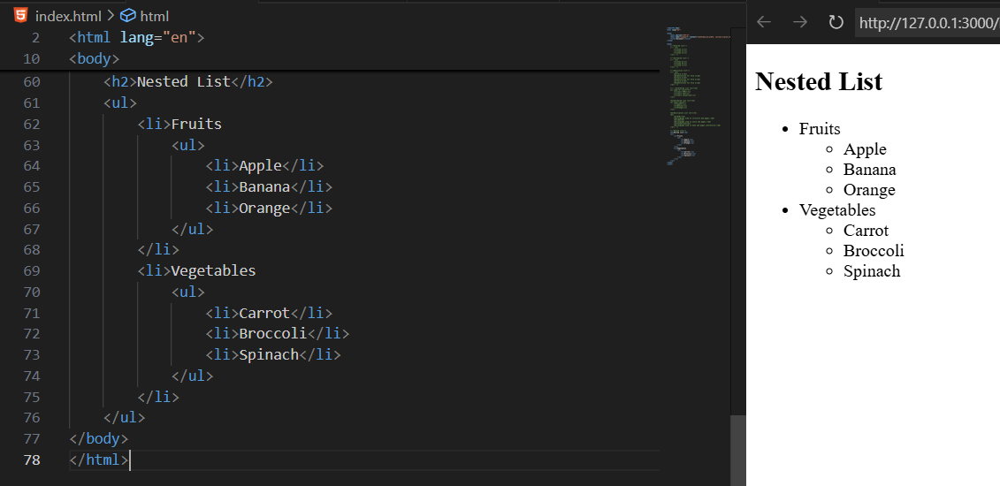 index.html > html
2 <html lang="en">
10 <body>
60 <h2>Nested List</h2>
61 <ul>
62 <li>Fruits
63 <ul>
64 <li>Apple</li>
65 <li>Banana</li>
66 <li>Orange</li>
67 </ul>
68 </li>
69 <li>Vegetables
70 <ul>
71 <li>Carrot</li>
72 <li>Broccoli</li>
73 <li>Spinach</li>
74 </ul>
75 </li>
76 </ul>
77 </body>
78 </html>
http://127.0.0.1:3000/
Nested List
• Fruits
○ Apple
○ Banana
○ Orange
• Vegetables
○ Carrot
○ Broccoli
○ Spinach